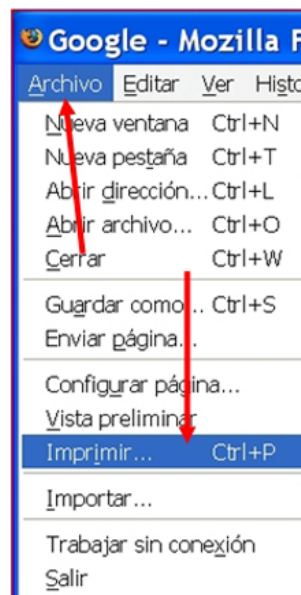 Google - Mozilla F
Archivo Editar Ver Histo
Nueva ventana Ctrl+N
Nueva pestaña Ctrl+T
Abrir dirección... Ctrl+L
Abrir archivo... Ctrl+O
Cerrar Ctrl+W
Guardar como... Ctrl+S
Enviar página...
Configurar página...
Vista preliminar
Imprimir... Ctrl+P
Importar...
Trabajar sin conexión
Salir